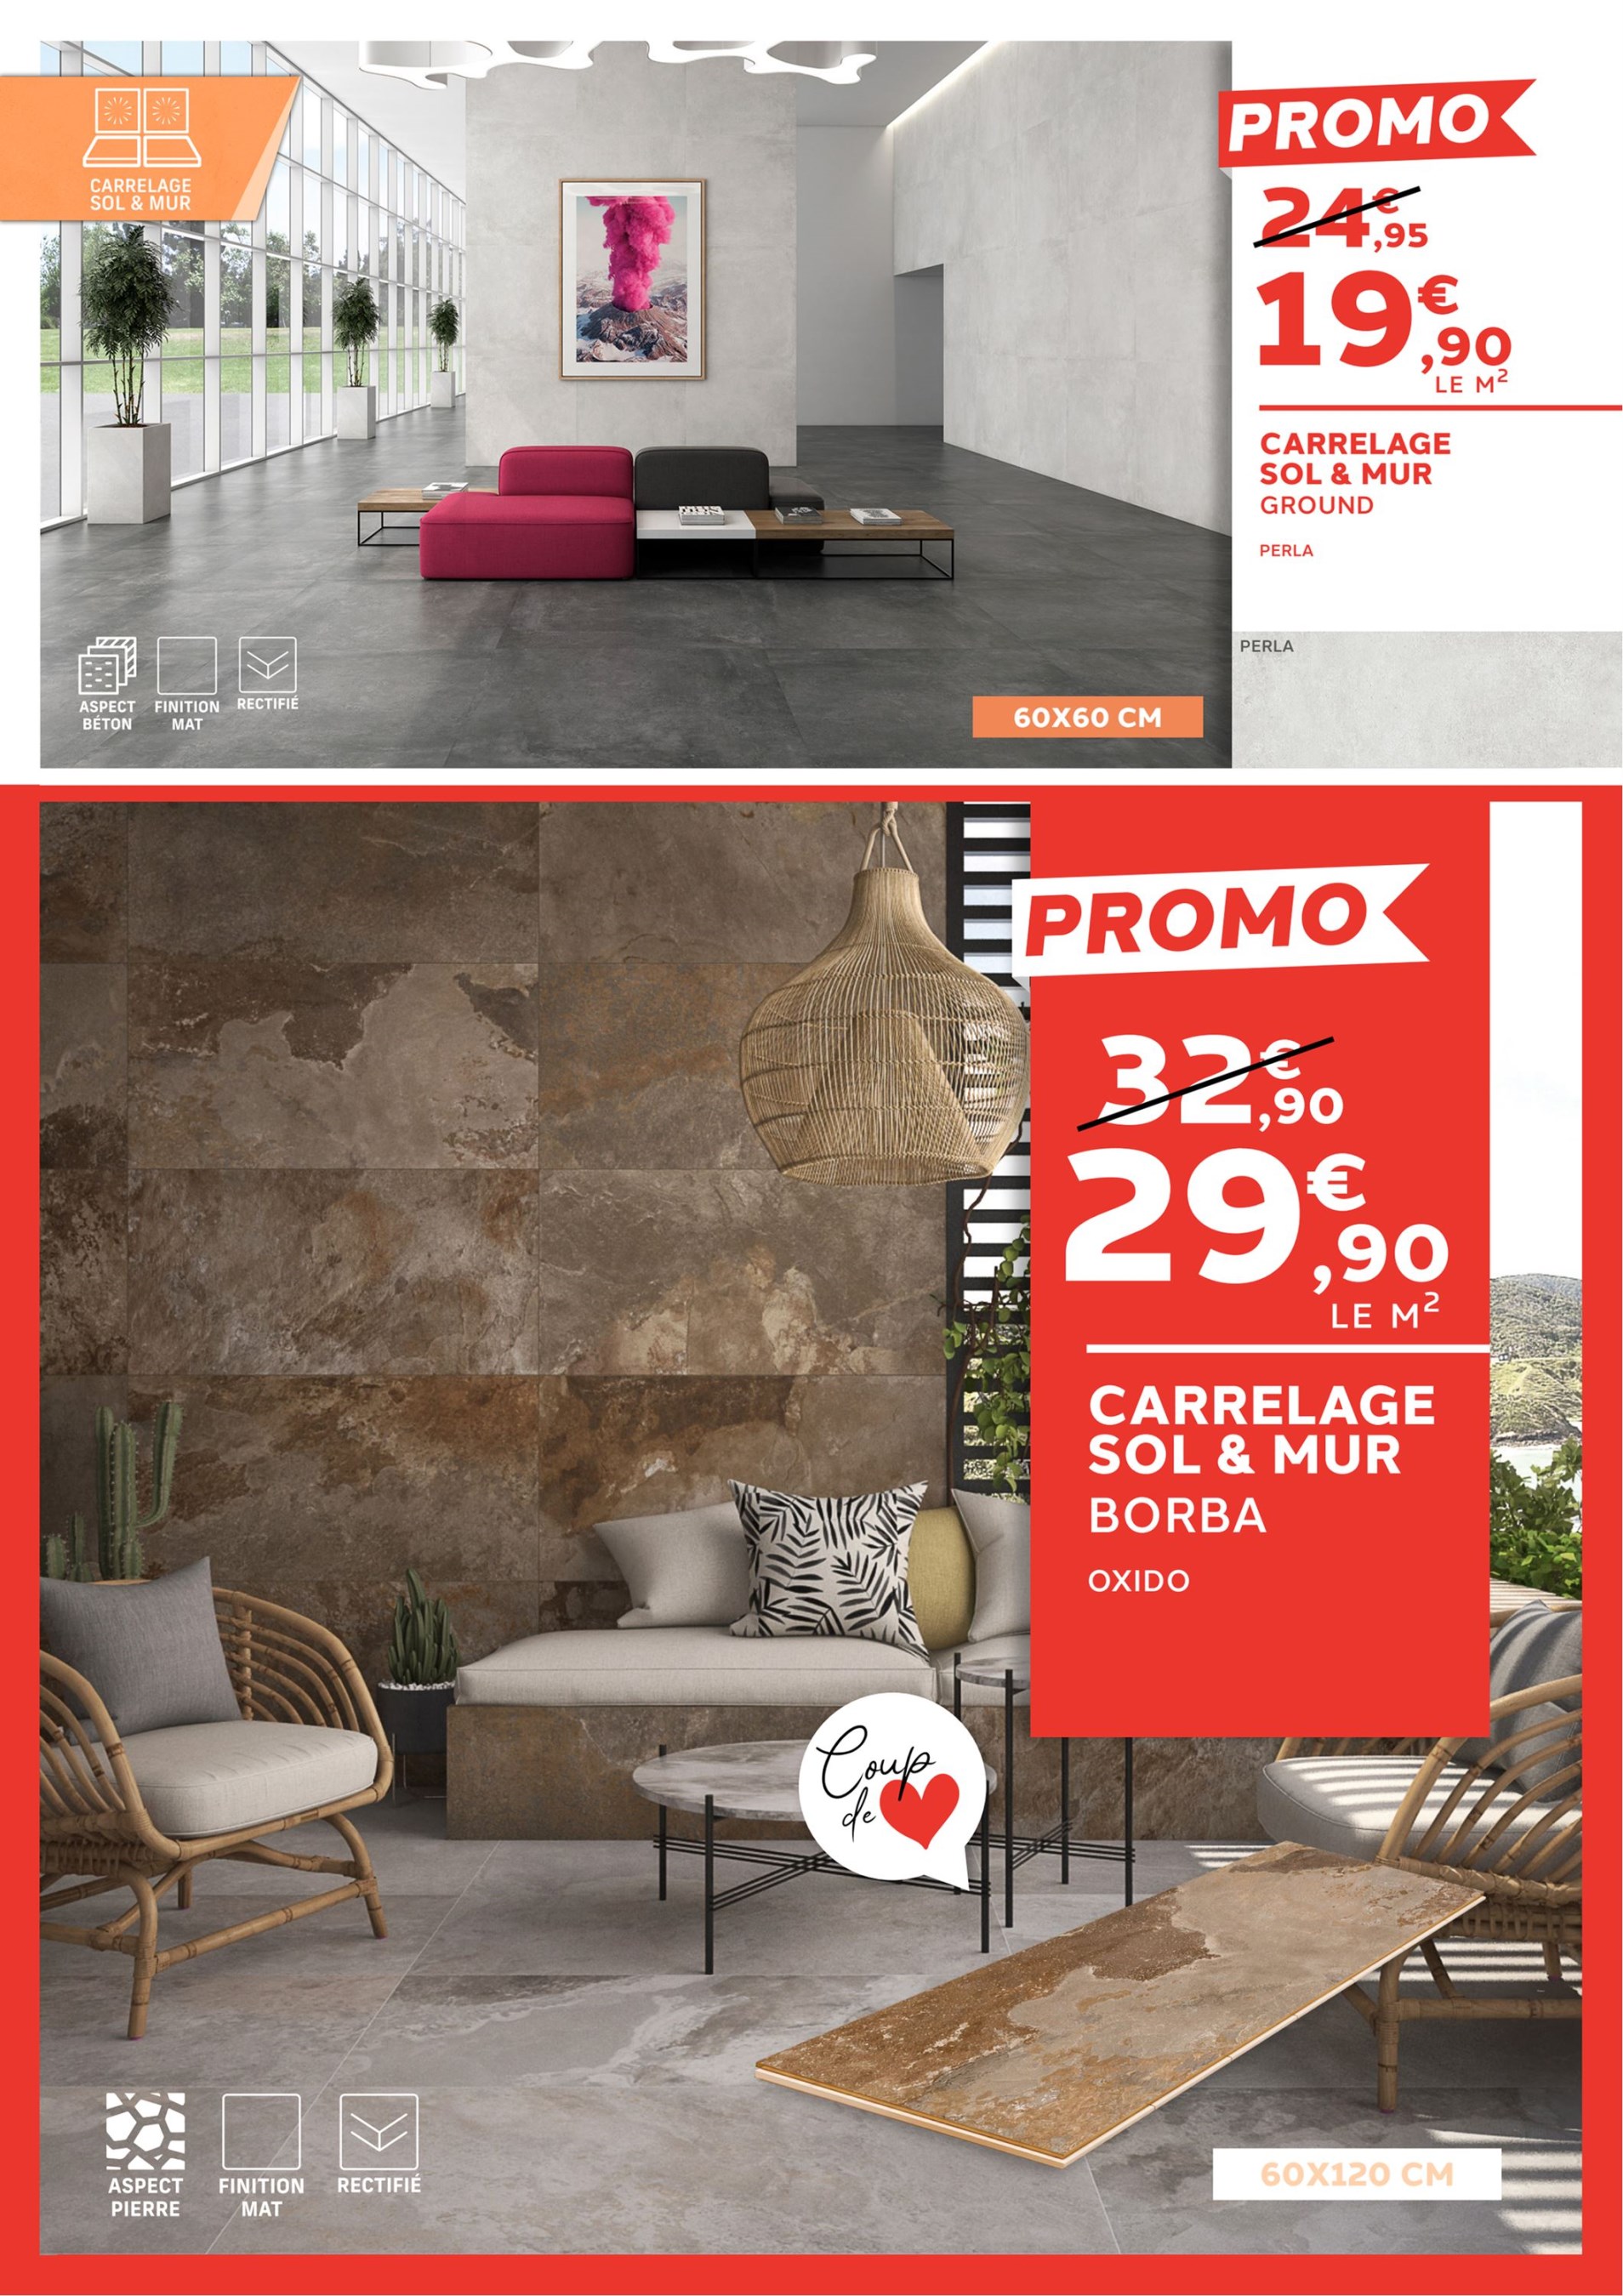 CARRELAGE
SOL & MUR
PROMO
24€,95
19€,90
LE M²
CARRELAGE
SOL & MUR
GROUND
PERLA
PERLA
ASPECT
BÉTON
FINITION
MAT
RECTIFIÉ
60X60 CM
PROMO
32€,90
29€,90
LE M²
CARRELAGE
SOL & MUR
BORBA
OXIDO
Coup
de
ASPECT
PIERRE
FINITION
MAT
RECTIFIÉ
60X120 CM